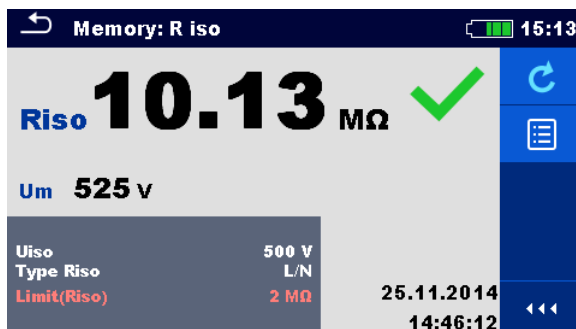 Memory: R iso 15:13
Riso 10.13 MΩ
Um 525 V
Uiso 500 V
Type Riso L/N
Limit(Riso) 2 MΩ
25.11.2014
14:46:12